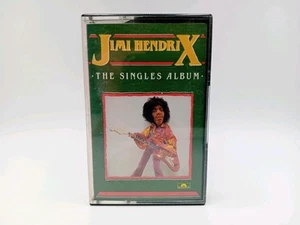 JIMI HENDRIX
· THE SINGLES ALBUM ·